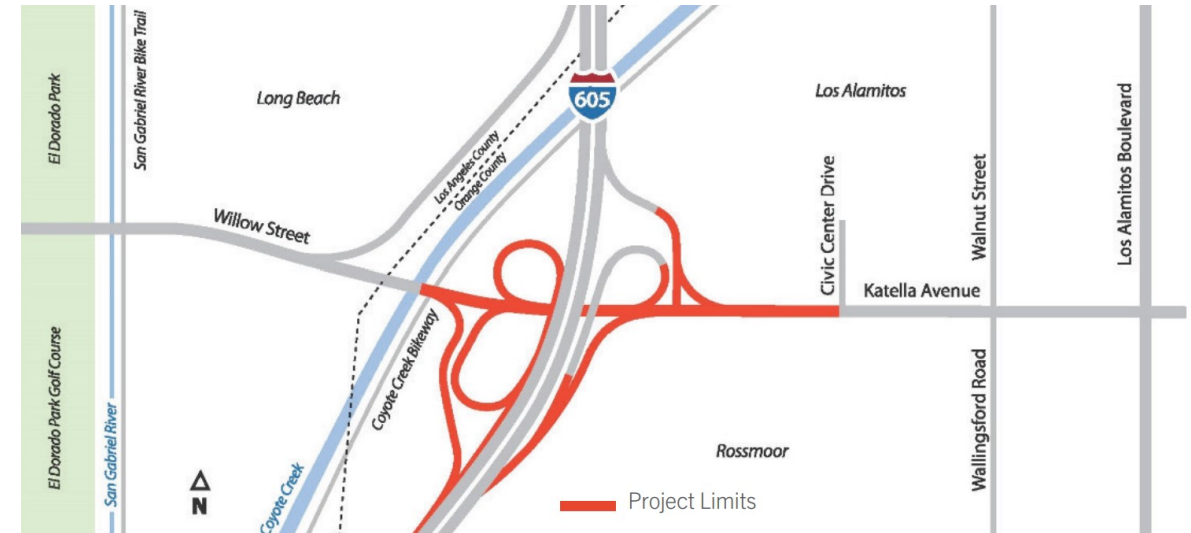 El Dorado Park
San Gabriel River Bike Trail
Long Beach
605
Los Alamitos
Los Angeles County
Orange County
Willow Street
Civic Center Drive
Walnut Street
Los Alamitos Boulevard
Katella Avenue
El Dorado Park Golf Course
San Gabriel River
Coyote Creek Bikeway
Coyote Creek
Wallingsford Road
Rossmoor
N
Project Limits